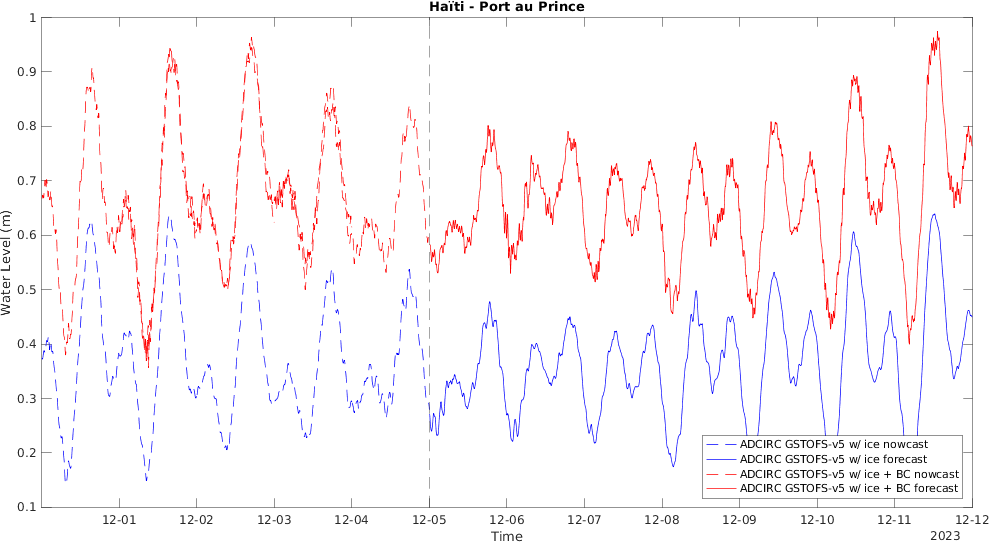 Haïti - Port au Prince
Water Level (m)
1
0.9
0.8
0.7
0.6
0.5
0.4
0.3
0.2
0.1
ADCIRC GSTOFS-v5 w/ ice nowcast
ADCIRC GSTOFS-v5 w/ ice forecast
ADCIRC GSTOFS-v5 w/ ice + BC nowcast
ADCIRC GSTOFS-v5 w/ ice + BC forecast
12-01 12-02 12-03 12-04 12-05 12-06 12-07 12-08 12-09 12-10 12-11 12-12
Time
2023